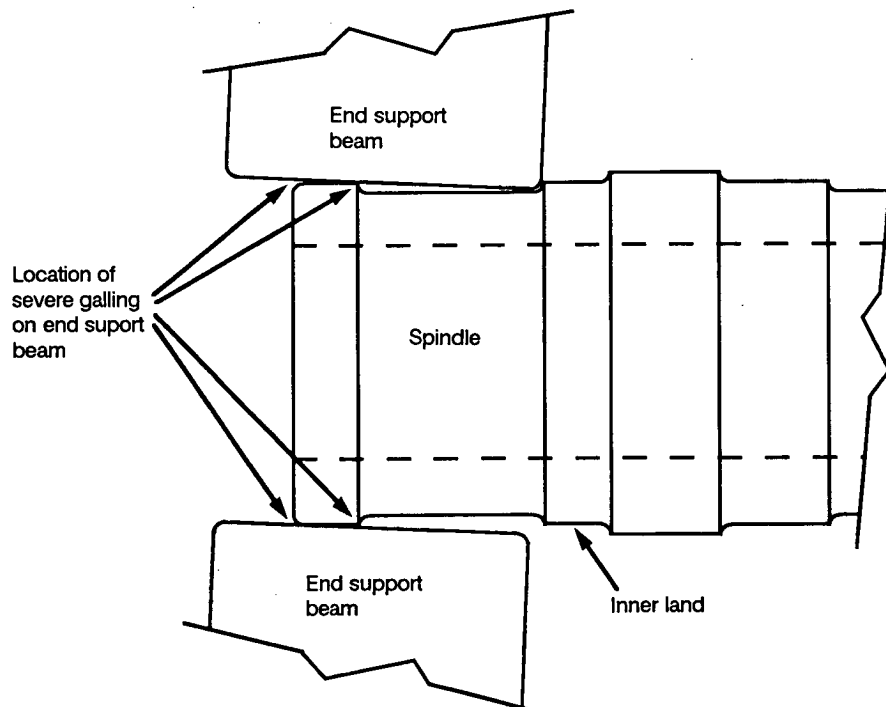 End support
beam
Location of
severe galling
on end suport
beam
Spindle
End support
beam
Inner land